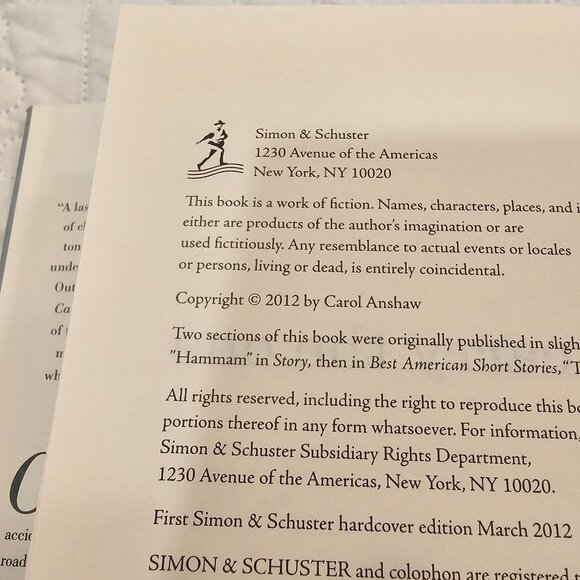 Simon & Schuster
1230 Avenue of the Americas
New York, NY 10020
This book is a work of fiction. Names, characters, places, and i
either are products of the author's imagination or are
used fictitiously. Any resemblance to actual events or locales
or persons, living or dead, is entirely coincidental.
Copyright © 2012 by Carol Anshaw
Two sections of this book were originally published in sligh
"Hammam" in Story, then in Best American Short Stories, “T
All rights reserved, including the right to reproduce this bo
portions thereof in any form whatsoever. For information,
Simon & Schuster Subsidiary Rights Department,
1230 Avenue of the Americas, New York, NY 10020.
First Simon & Schuster hardcover edition March 2012
SIMON & SCHUSTER and colophon are registered
“A las
of c
ton
unde
Out
Ca
of t
m
wh
C
accid
road